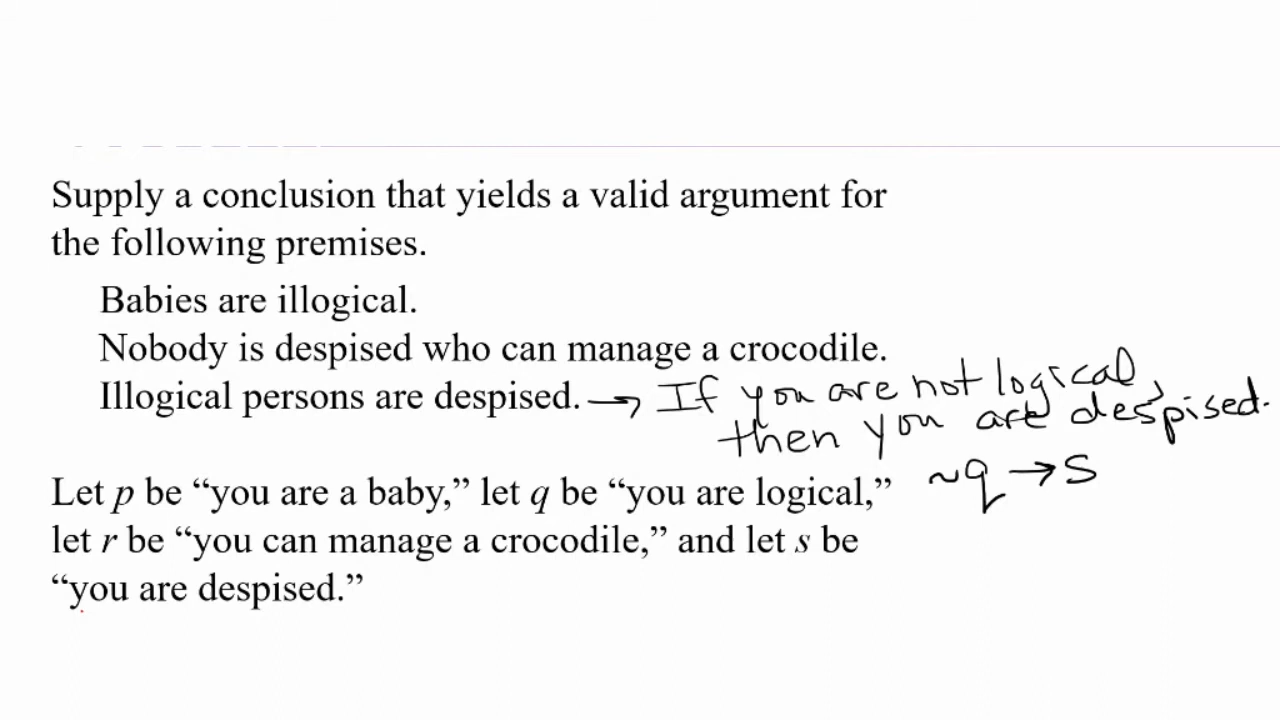 Supply a conclusion that yields a valid argument for
the following premises.
Babies are illogical.
Nobody is despised who can manage a crocodile.
Illogical persons are despised. → If you are not logical,
then you are despised.
~q → s
Let p be “you are a baby,” let q be “you are logical,”
let r be “you can manage a crocodile,” and let s be
“you are despised.”